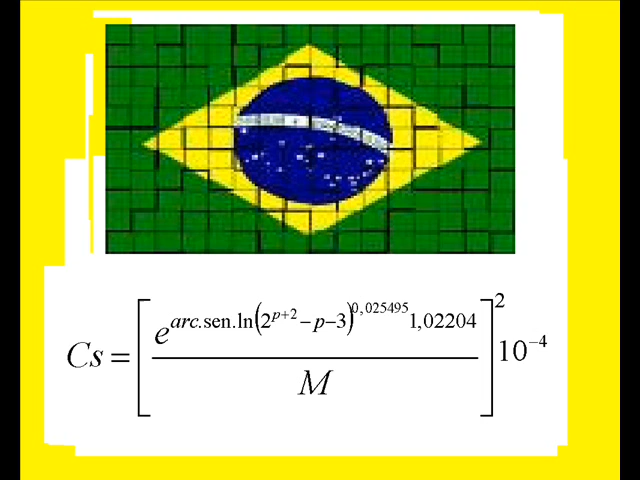 Cs = [ e^{arc.sen.ln(2^{p+2}−p−3)^{0,025495}1,02204} / M ]^2 10^{−4}